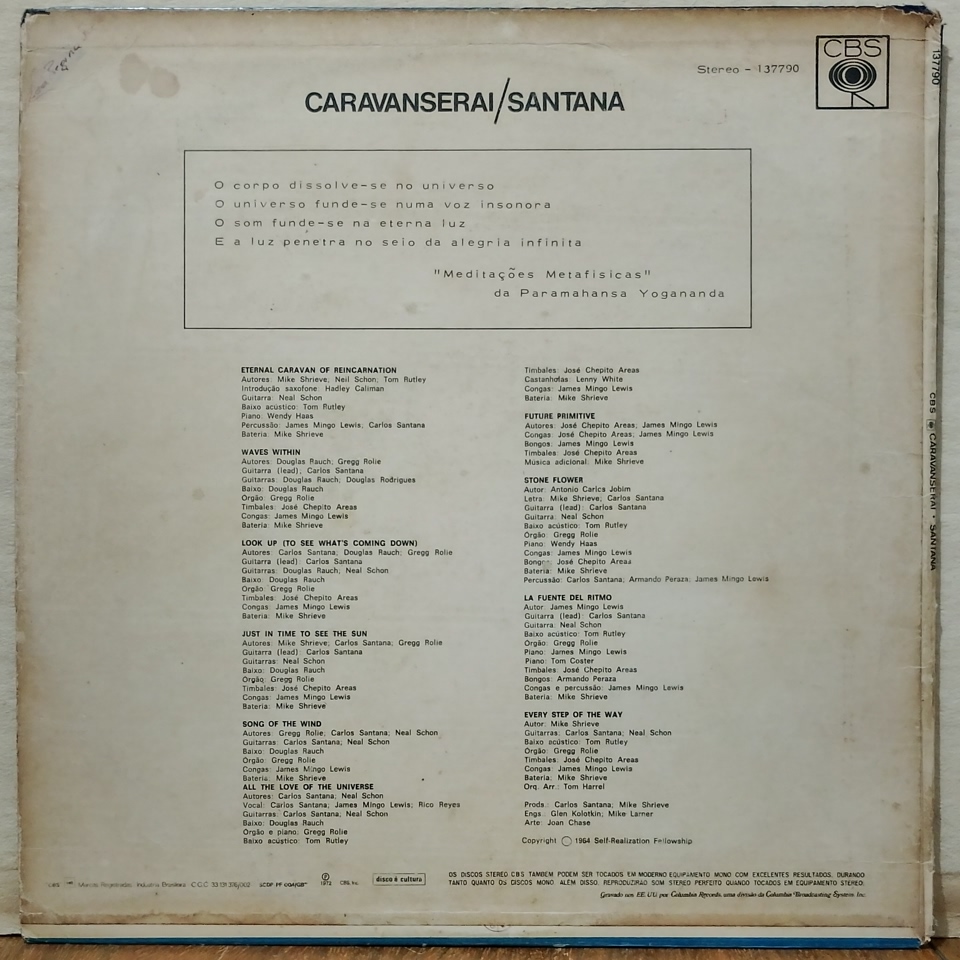 CBS
Stereo - 137790
CARAVANSERAI/SANTANA
O corpo dissolve-se no universo
O universo funde-se numa voz insonora
O som funde-se na eterna luz
E a luz penetra no seio da alegria infinita
"Meditações Metafisicas"
da Paramahansa Yogananda
ETERNAL CARAVAN OF REINCARNATION
Autores: Mike Shrieve; Neil Schon; Tom Rutley
Introdução saxofone: Hadley Caliman
Guitarra: Neal Schon
Baixo acústico: Tom Rutley
Piano: Wendy Haas
Percussão: James Mingo Lewis; Carlos Santana
Bateria: Mike Shrieve
WAVES WITHIN
Autores: Douglas Rauch; Gregg Rolie
Guitarra (lead); Carlos Santana
Guitarras: Douglas Rauch; Douglas Rodrigues
Baixo: Douglas Rauch
Orgão: Gregg Rolie
Timbales: José Chepito Areas
Congas: James Mingo Lewis
Bateria: Mike Shrieve
LOOK UP (TO SEE WHAT'S COMING DOWN)
Autores: Carlos Santana; Douglas Rauch; Gregg Rolie
Guitarra (lead): Carlos Santana
Guitarras: Douglas Rauch; Neal Schon
Baixo: Douglas Rauch
Orgão: Gregg Rolie
Timbales: José Chepito Areas
Congas: James Mingo Lewis
Bateria: Mike Shrieve
JUST IN TIME TO SEE THE SUN
Autores: Mike Shrieve; Carlos Santana; Gregg Rolie
Guitarra (lead): Carlos Santana
Guitarras: Neal Schon
Baixo: Douglas Rauch
Orgão: Gregg Rolie
Timbales: José Chepito Areas
Congas: James Mingo Lewis
Bateria: Mike Shrieve
SONG OF THE WIND
Autores: Gregg Rolie; Carlos Santana; Neal Schon
Guitarras: Carlos Santana; Neal Schon
Baixo: Douglas Rauch
Orgão: Gregg Rolie
Congas: James Mingo Lewis
Bateria: Mike Shrieve
ALL THE LOVE OF THE UNIVERSE
Autores: Carlos Santana; Neal Schon
Vocal: Carlos Santana; James Mingo Lewis; Rico Reyes
Guitarras: Carlos Santana; Neal Schon
Baixo: Douglas Rauch
Orgão e piano: Gregg Rolie
Baixo acústico: Tom Rutley
Timbales: José Chepito Areas
Castanholas: Lenny White
Congas: James Mingo Lewis
Bateria: Mike Shrieve
FUTURE PRIMITIVE
Autores: José Chepito Areas; James Mingo Lewis
Congas: José Chepito Areas; James Mingo Lewis
Bongos: James Mingo Lewis
Timbales: José Chepito Areas
Música adicional: Mike Shrieve
STONE FLOWER
Autor: Antonio Carlos Jobim
Letra: Mike Shrieve; Carlos Santana
Guitarra (lead): Carlos Santana
Guitarra: Neal Schon
Baixo acústico: Tom Rutley
Orgão: Gregg Rolie
Piano: Wendy Haas
Congas: James Mingo Lewis
Bongos: José Chepito Areas
Bateria: Mike Shrieve
Percussão: Carlos Santana; Armando Peraza; James Mingo Lewis
LA FUENTE DEL RITMO
Autor: James Mingo Lewis
Guitarra (lead): Carlos Santana
Guitarra: Neal Schon
Baixo acústico: Tom Rutley
Orgão: Gregg Rolie
Piano: James Mingo Lewis
Piano: Tom Coster
Timbales: José Chepito Areas
Bongos: Armando Peraza
Congas e percussão: James Mingo Lewis
Bateria: Mike Shrieve
EVERY STEP OF THE WAY
Autor: Mike Shrieve
Guitarras: Carlos Santana; Neal Schon
Baixo acústico: Tom Rutley
Orgão: Gregg Rolie
Timbales: José Chepito Areas
Congas: James Mingo Lewis
Bateria: Mike Shrieve
Orq. Arr.: Tom Harrel
Prods.: Carlos Santana; Mike Shrieve
Engs.: Glen Kolotkin; Mike Larner
Arte: Joan Chase
Copyright © 1964 Self-Realization Fellowship
Marcas Registradas Indústria Brasileira C.G.C.
℗ 1972 CBS Inc.
disco é cultura
OS DISCOS STEREO CBS TAMBÉM PODEM SER TOCADOS EM MODERNO EQUIPAMENTO MONO COM EXCELENTES RESULTADOS, DURANDO
TANTO QUANTO OS DISCOS MONO. ALÉM DISSO, REPRODUZIRÃO SOM STEREO PERFEITO QUANDO TOCADOS EM EQUIPAMENTO STEREO.
Gravado nos EE.UU. por Columbia Records, uma divisão da Columbia Broadcasting System Inc.
137790
CBS CARAVANSERAI • SANTANA